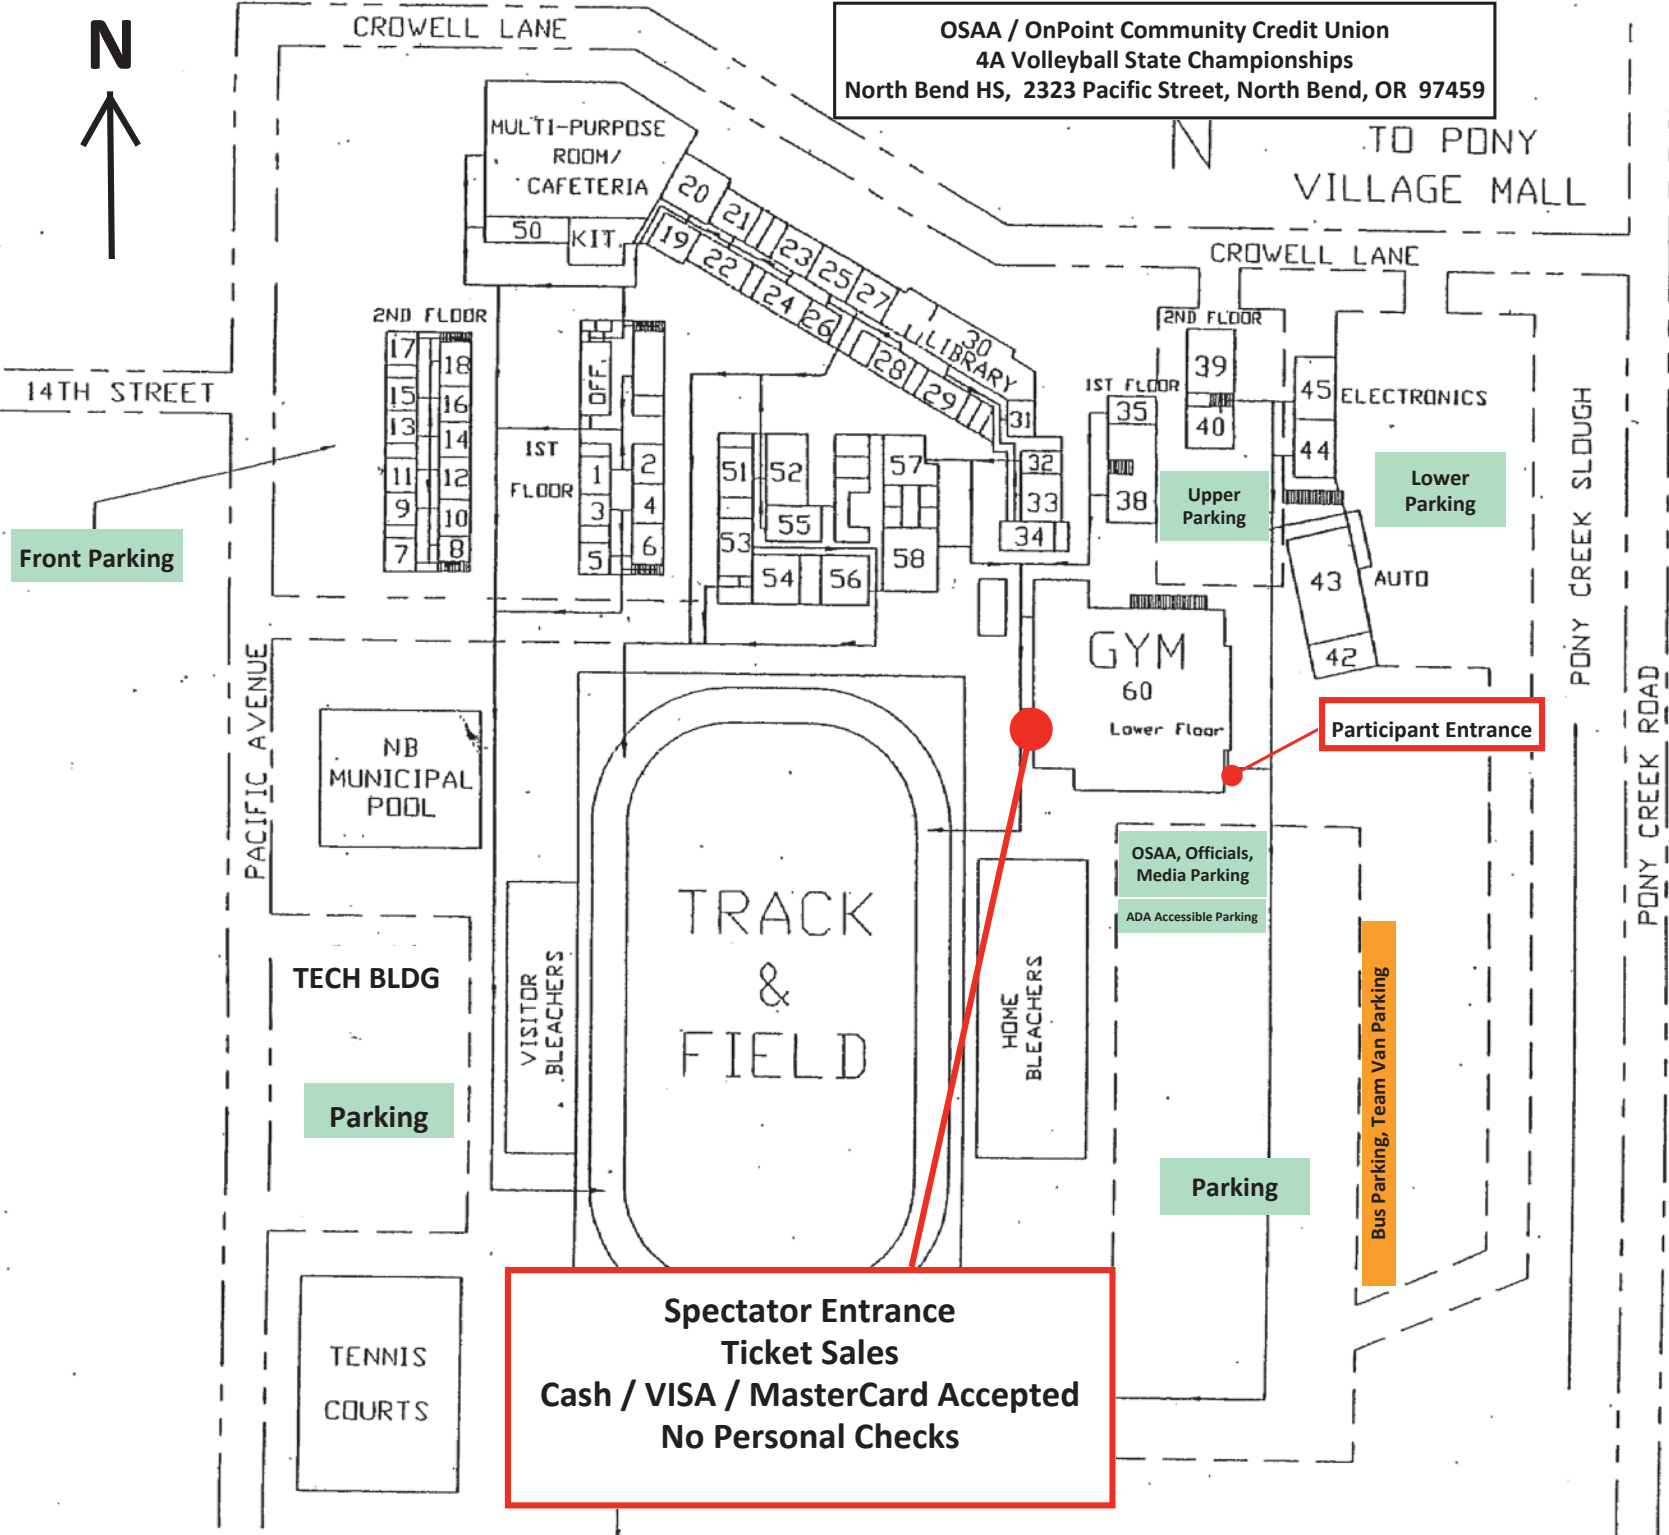 N
CROWELL LANE
OSAA / OnPoint Community Credit Union
4A Volleyball State Championships
North Bend HS,  2323 Pacific Street, North Bend, OR  97459
N
TO PONY
VILLAGE MALL
CROWELL LANE
MULTI-PURPOSE
ROOM/
CAFETERIA
50
KIT.
20
21
23
25
27
30
LIBRARY
19
22
24
26
28
29
31
32
33
34
2ND FLOOR
17
18
15
16
13
14
11
12
9
10
7
8
14TH STREET
Front Parking
OFF.
1ST
FLOOR
1
2
3
4
5
6
51
52
53
54
55
56
57
58
1ST FLOOR
35
38
2ND FLOOR
39
40
45
44
ELECTRONICS
Upper
Parking
Lower
Parking
43
AUTO
42
GYM
60
Lower Floor
Participant Entrance
PONY CREEK SLOUGH
PONY CREEK ROAD
PACIFIC AVENUE
NB
MUNICIPAL
POOL
TECH BLDG
Parking
VISITOR
BLEACHERS
TRACK
&
FIELD
HOME
BLEACHERS
OSAA, Officials,
Media Parking
ADA Accessible Parking
Bus Parking, Team Van Parking
Parking
TENNIS
COURTS
Spectator Entrance
Ticket Sales
Cash / VISA / MasterCard Accepted
No Personal Checks